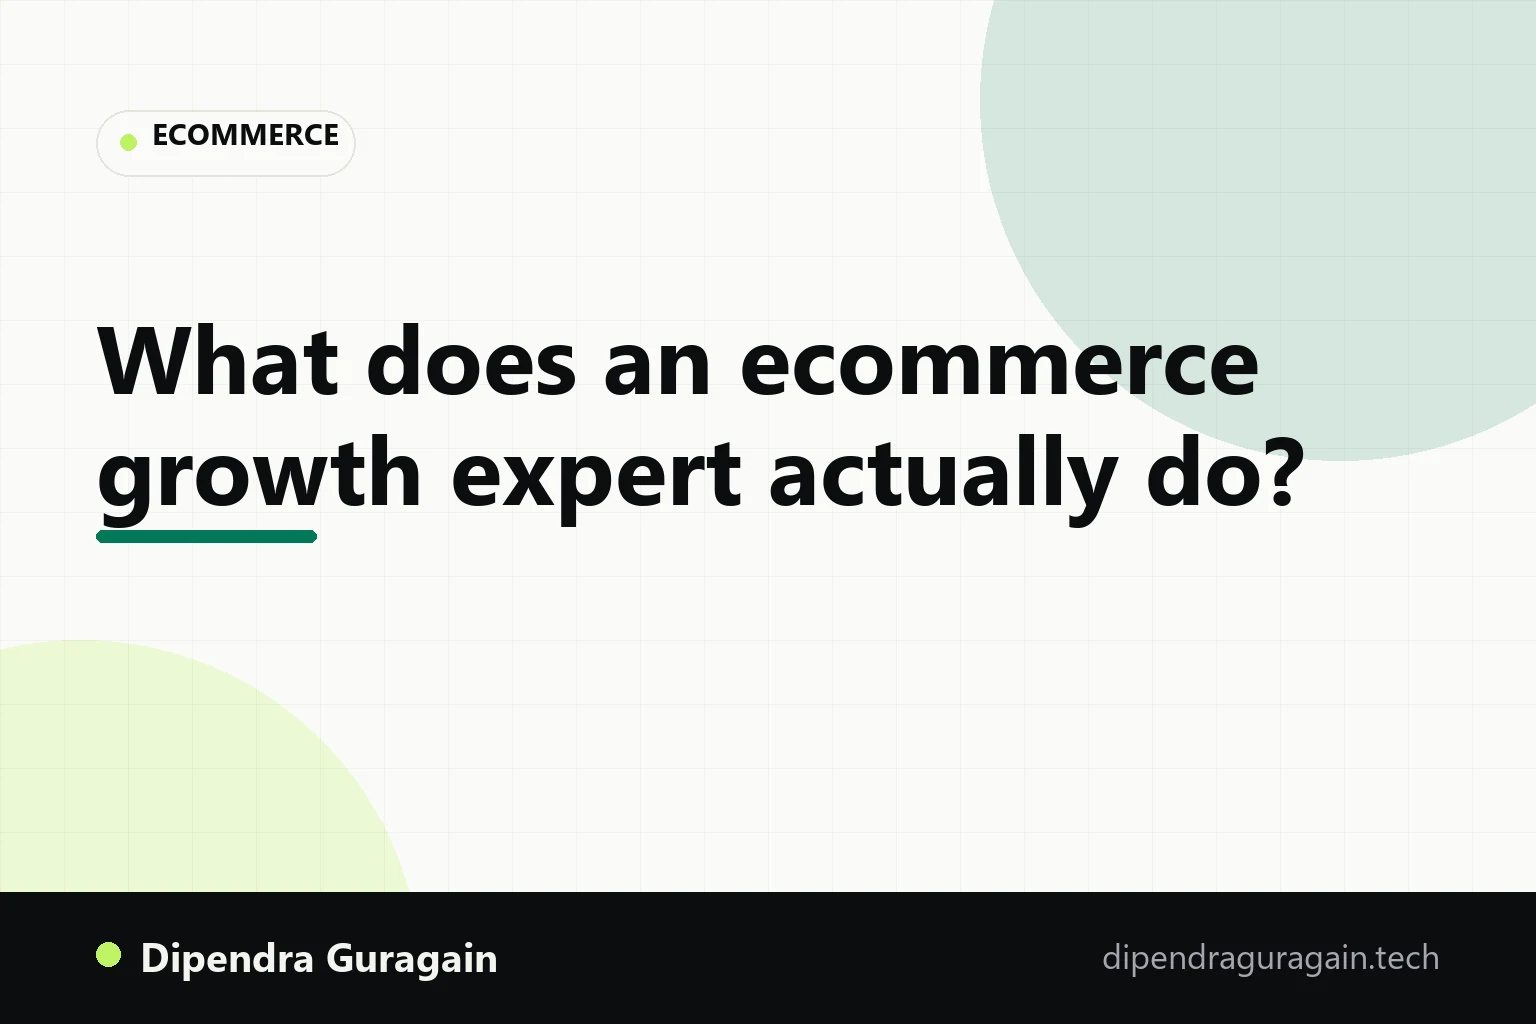 ECOMMERCE
What does an ecommerce
growth expert actually do?
Dipendra Guragain
dipendraguragain.tech